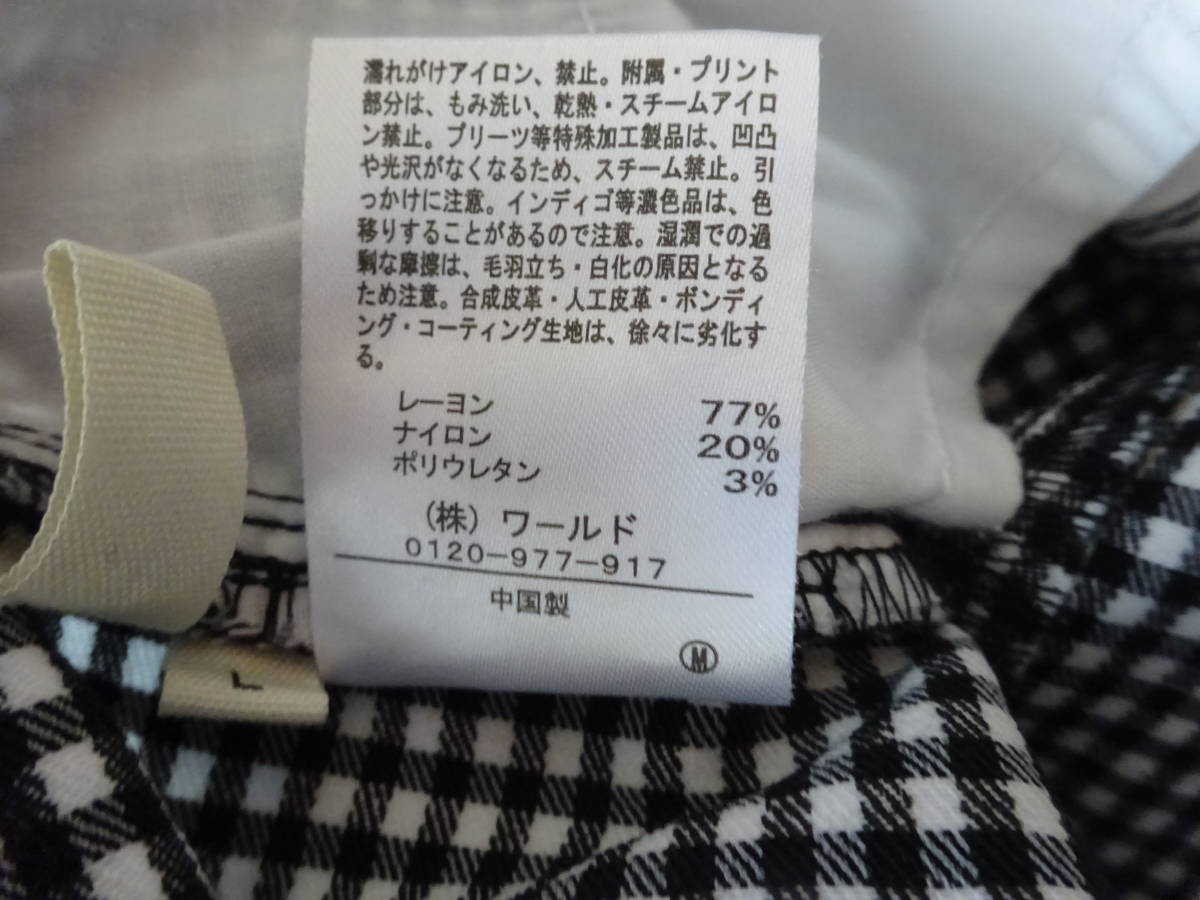 濡れがけアイロン、禁止。附属・プリント
部分は、もみ洗い、乾熱・スチームアイロ
ン禁止。プリーツ等特殊加工製品は、凹凸
や光沢がなくなるため、スチーム禁止。引
っかけに注意。インディゴ等濃色品は、色
移りすることがあるので注意。湿潤での過
剰な摩擦は、毛羽立ち・白化の原因となる
ため注意。合成皮革・人工皮革・ボンディ
ング・コーティング生地は、徐々に劣化す
る。
レーヨン 77%
ナイロン 20%
ポリウレタン 3%
（株）ワールド
0120-977-917
中国製
M
L